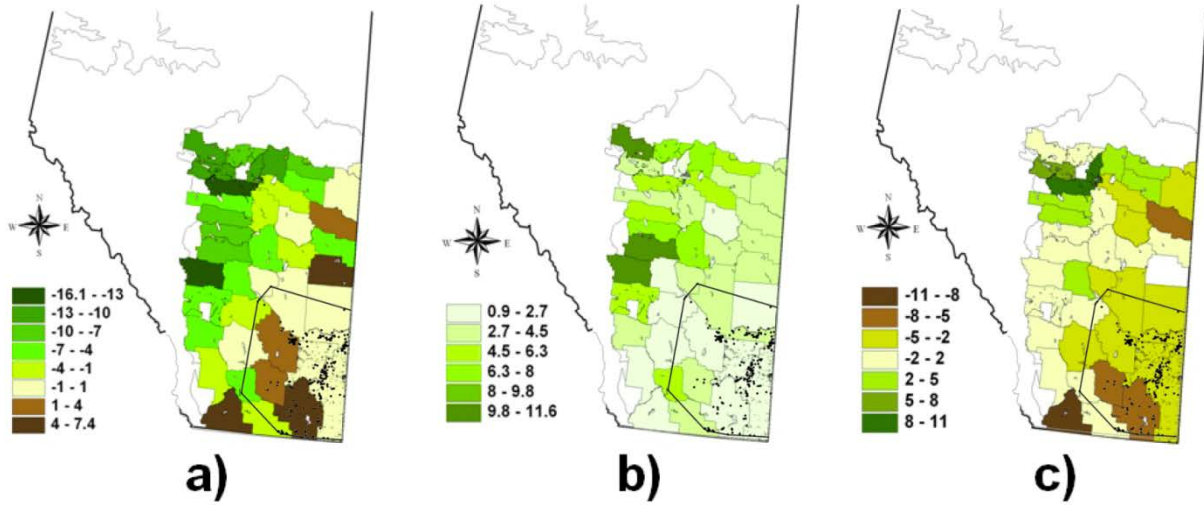 N
W E
S
-16.1 - -13
-13 - -10
-10 - -7
-7 - -4
-4 - -1
-1 - 1
1 - 4
4 - 7.4
a)
N
W E
S
0.9 - 2.7
2.7 - 4.5
4.5 - 6.3
6.3 - 8
8 - 9.8
9.8 - 11.6
b)
N
W E
S
-11 - -8
-8 - -5
-5 - -2
-2 - 2
2 - 5
5 - 8
8 - 11
c)